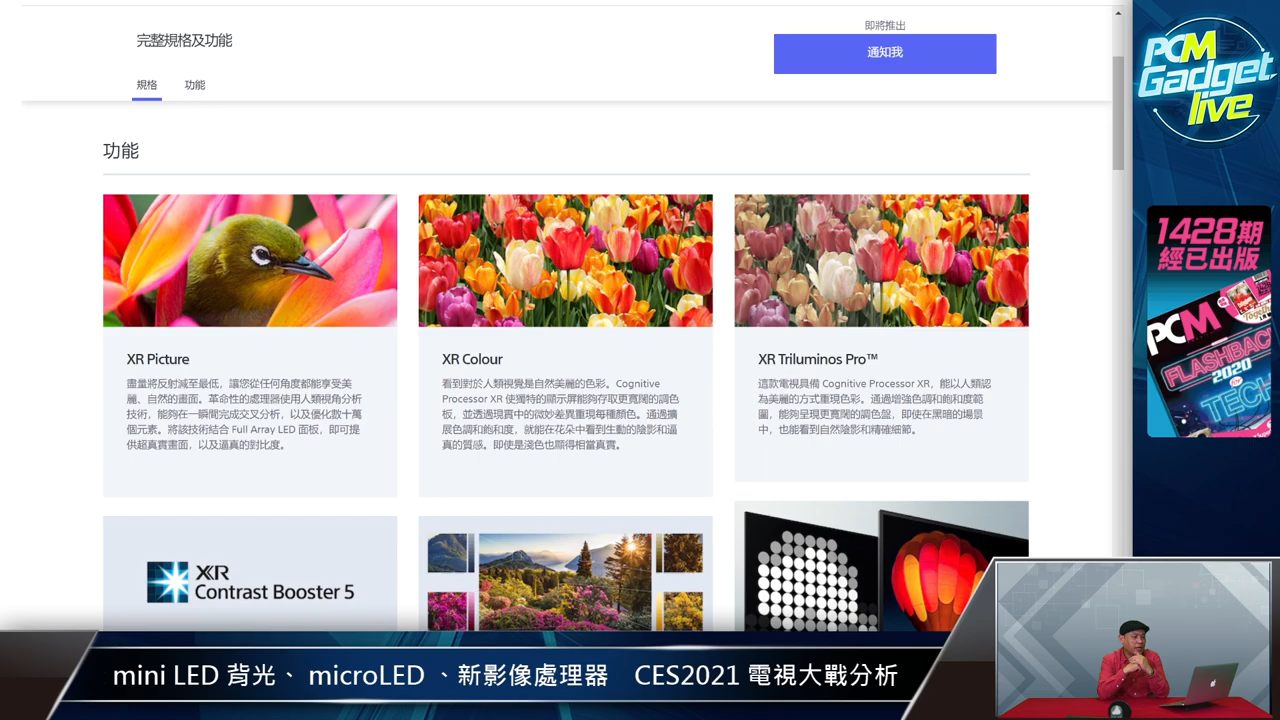 完整規格及功能
即將推出
通知我
規格
功能
功能
XR Picture
盡量將反射減至最低，讓您從任何角度都能享受美
麗、自然的畫面。革命性的處理器使用人類視角分析
技術，能夠在一瞬間完成交叉分析，以及優化數十萬
個元素。將該技術結合 Full Array LED 面板，即可提
供超真實畫面，以及逼真的對比度。
XR Colour
看到對於人類視覺是自然美麗的色彩。Cognitive
Processor XR 使獨特的顯示屏能夠存取更寬闊的調色
板，並透過現實中的微妙差異重現每種顏色。通過擴
展色調和飽和度，就能在花朵中看到生動的陰影和逼
真的質感。即使是淺色也顯得相當真實。
XR Triluminos Pro™
這款電視具備 Cognitive Processor XR，能以人類認
為美麗的方式重現色彩。通過增強色調和飽和度範
圍，能夠呈現更寬闊的調色盤，即使在黑暗的場景
中，也能看到自然陰影和精確細節。
XR
Contrast Booster 5
PCM
Gadget
live
1428期
經已出版
PCM
FLASHBACK
2020
TECH
mini LED 背光、microLED、新影像處理器 CES2021 電視大戰分析